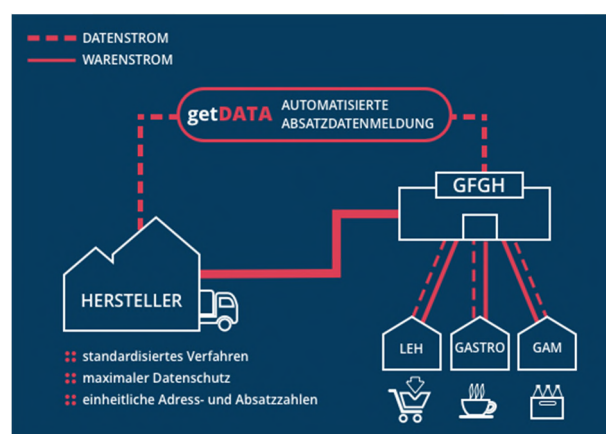 DATENSTROM
WARENSTROM
getDATA AUTOMATISIERTE
ABSATZDATENMELDUNG
GFGH
HERSTELLER
LEH
GASTRO
GAM
standardisiertes Verfahren
maximaler Datenschutz
einheitliche Adress- und Absatzzahlen